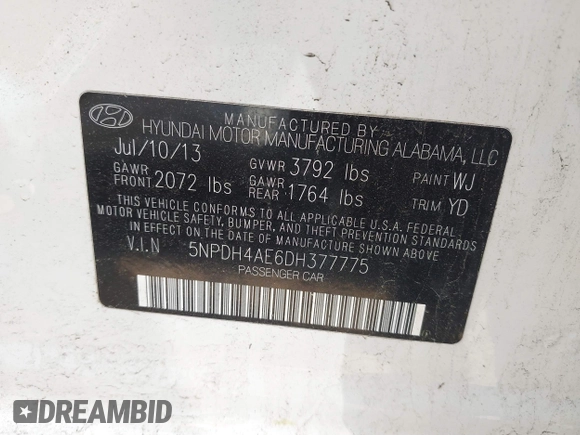 MANUFACTURED BY
HYUNDAI MOTOR MANUFACTURING ALABAMA, LLC
Jul/10/13 GVWR 3792 lbs PAINT WJ
GAWR FRONT 2072 lbs GAWR REAR 1764 lbs TRIM YD
THIS VEHICLE CONFORMS TO ALL APPLICABLE U.S.A. FEDERAL
MOTOR VEHICLE SAFETY, BUMPER, AND THEFT PREVENTION STANDARDS
IN EFFECT ON THE DATE OF MANUFACTURE SHOWN ABOVE.
V.I.N 5NPDH4AE6DH377775
PASSENGER CAR
DREAMBID